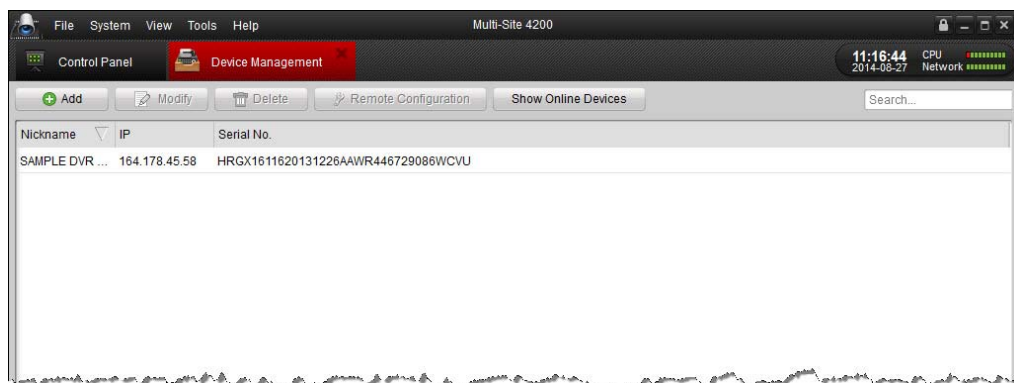 File System View Tools Help Multi-Site 4200
Control Panel Device Management 11:16:44 CPU
2014-08-27 Network
Add Modify Delete Remote Configuration Show Online Devices Search...
Nickname IP Serial No.
SAMPLE DVR ... 164.178.45.58 HRGX1611620131226AAWR446729086WCVU